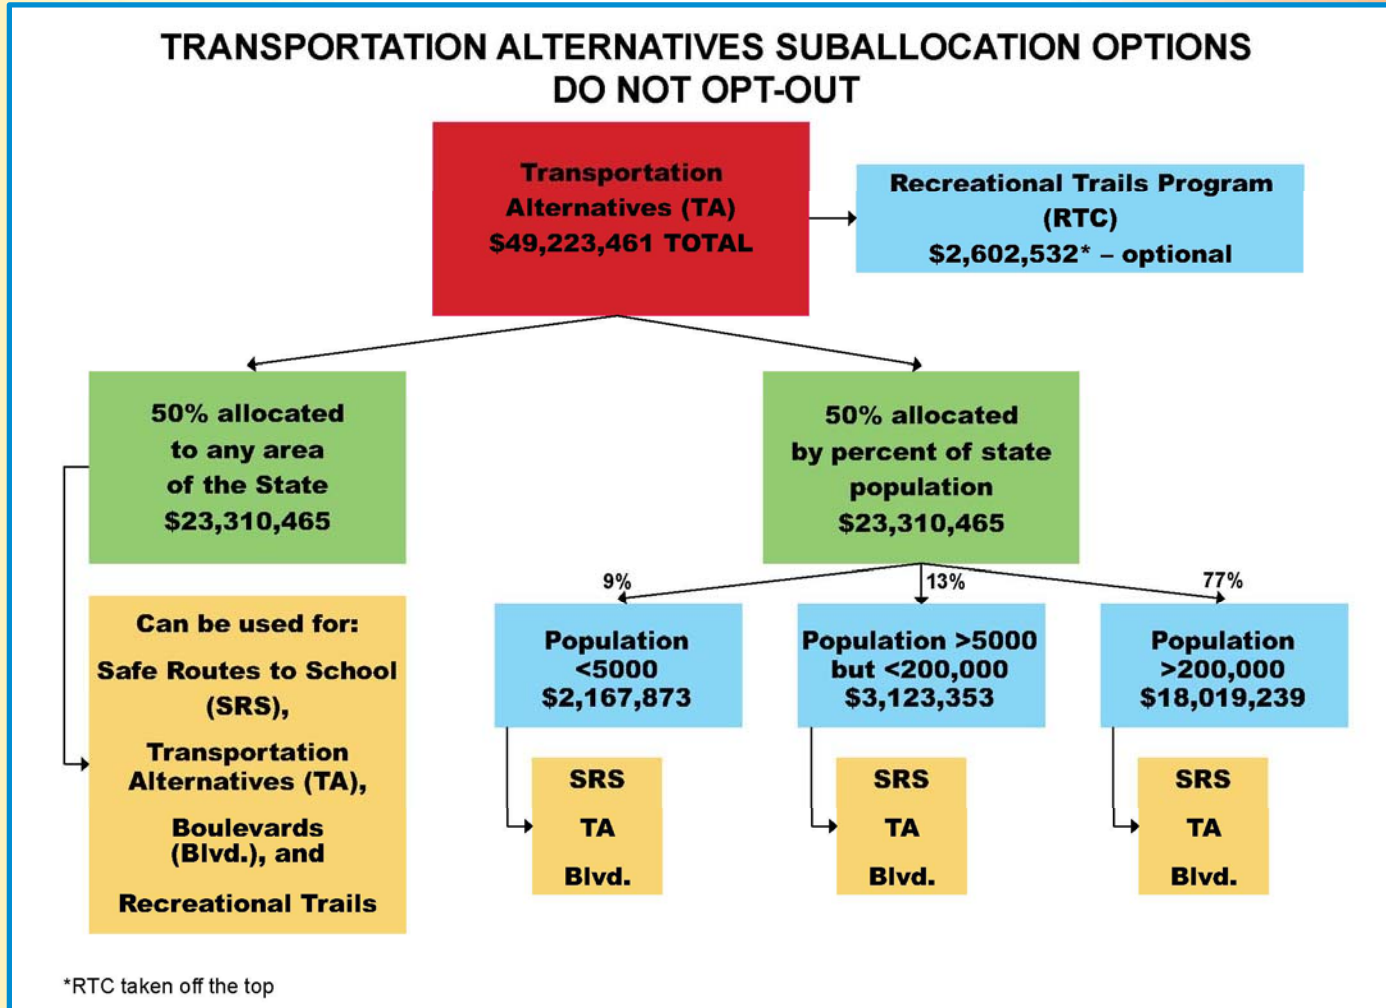 TRANSPORTATION ALTERNATIVES SUBALLOCATION OPTIONS
DO NOT OPT-OUT
Transportation
Alternatives (TA)
$49,223,461 TOTAL
Recreational Trails Program
(RTC)
$2,602,532* – optional
50% allocated
to any area
of the State
$23,310,465
50% allocated
by percent of state
population
$23,310,465
9%
13%
77%
Can be used for:
Safe Routes to School
(SRS),
Transportation
Alternatives (TA),
Boulevards
(Blvd.), and
Recreational Trails
Population
<5000
$2,167,873
Population >5000
but <200,000
$3,123,353
Population
>200,000
$18,019,239
SRS
TA
Blvd.
SRS
TA
Blvd.
SRS
TA
Blvd.
*RTC taken off the top